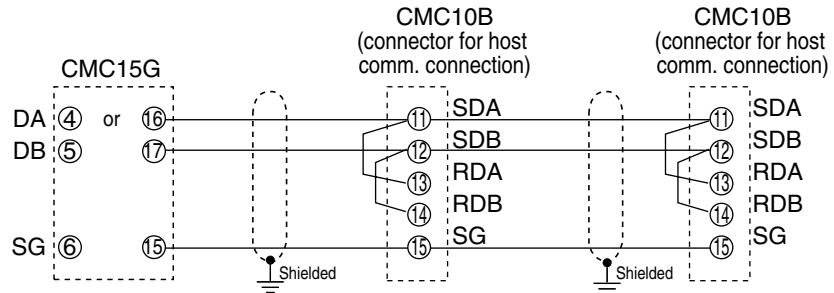 CMC10B
(connector for host
comm. connection)
CMC10B
(connector for host
comm. connection)
CMC15G
DA ④ or ⑯
DB ⑤ ⑰
SG ⑥ ⑮
⑪ SDA
⑫ SDB
⑬ RDA
⑭ RDB
⑮ SG
⑪ SDA
⑫ SDB
⑬ RDA
⑭ RDB
⑮ SG
Shielded
Shielded